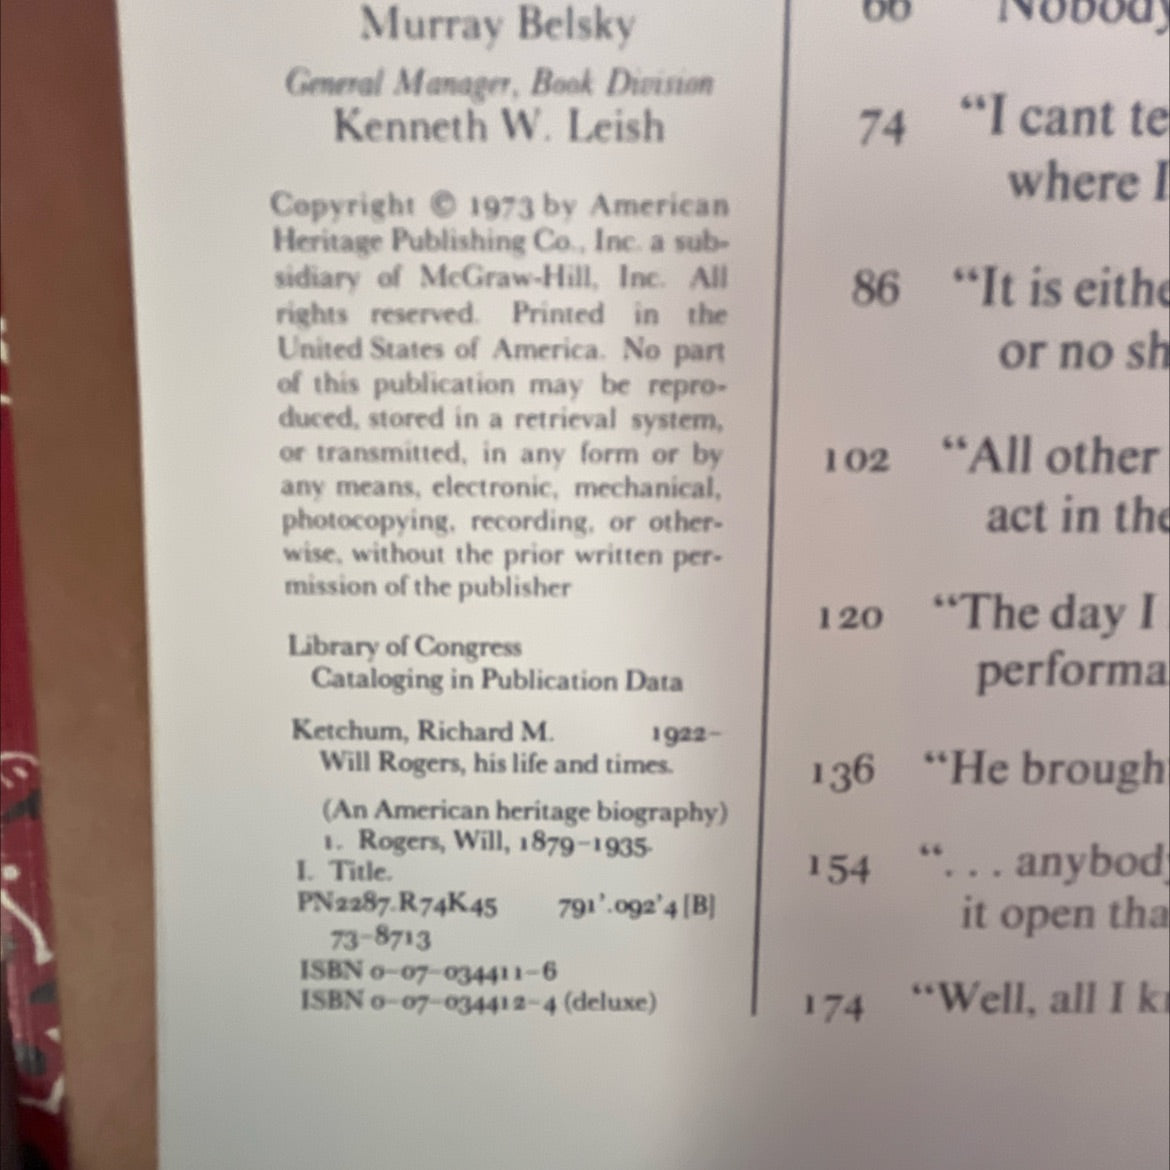 Murray Belsky
General Manager, Book Division
Kenneth W. Leish
Copyright © 1973 by American
Heritage Publishing Co., Inc. a sub-
sidiary of McGraw-Hill, Inc. All
rights reserved. Printed in the
United States of America. No part
of this publication may be repro-
duced, stored in a retrieval system,
or transmitted, in any form or by
any means, electronic, mechanical,
photocopying, recording, or other-
wise, without the prior written per-
mission of the publisher
Library of Congress
Cataloging in Publication Data
Ketchum, Richard M. 1922-
Will Rogers, his life and times.
(An American heritage biography)
1. Rogers, Will, 1879-1935.
I. Title.
PN2287.R74K45 791'.092'4 [B]
73-8713
ISBN 0-07-034411-6
ISBN 0-07-034412-4 (deluxe)
66 "Nobody
74 "I cant te
where I
86 "It is eithe
or no sh
102 "All other
act in the
120 "The day I
performa
136 "He brough
154 ". . . anybody
it open tha
174 "Well, all I k